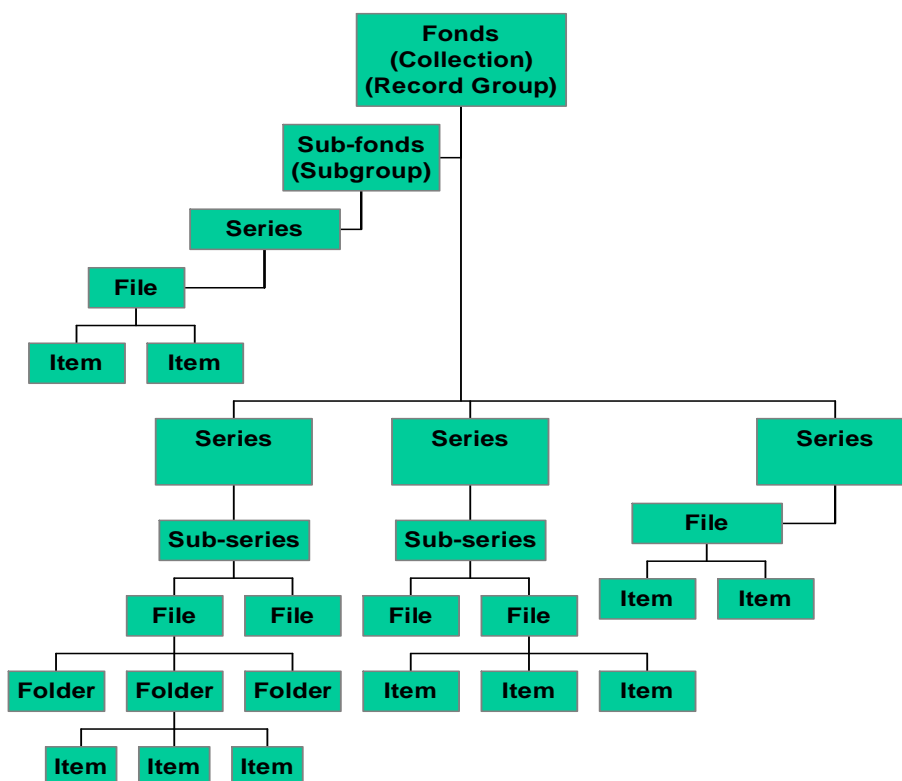 Fonds
(Collection)
(Record Group)
Sub-fonds
(Subgroup)
Series
File
Item
Item
Series
Series
Series
File
Sub-series
Sub-series
Item
Item
File
File
File
File
Folder
Folder
Folder
Item
Item
Item
Item
Item
Item